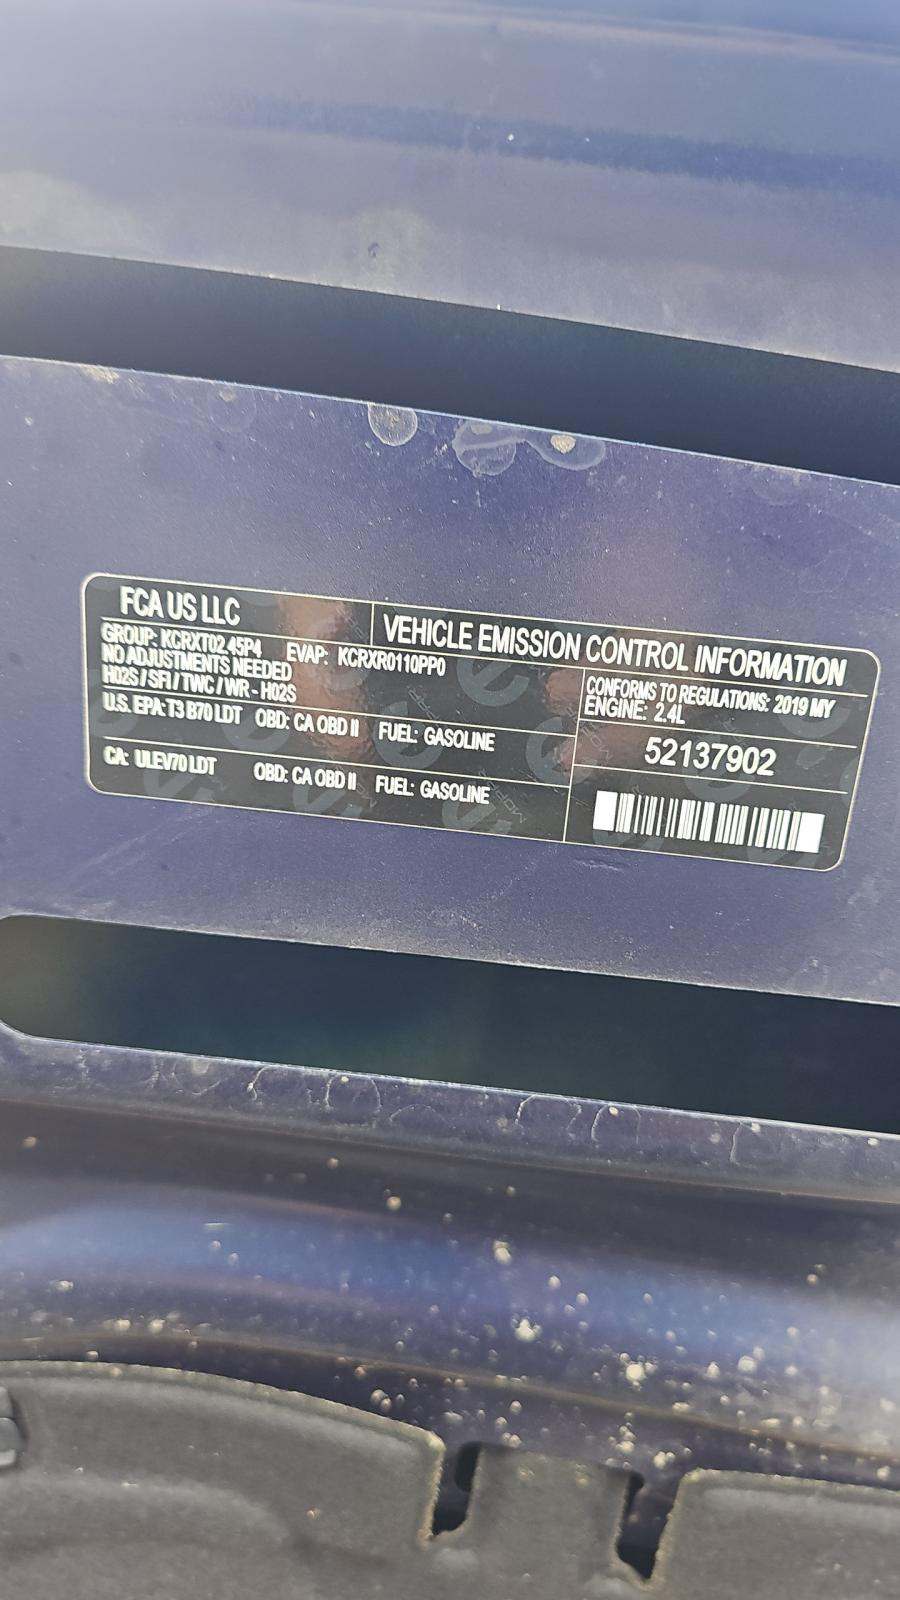 FCA US LLC
VEHICLE EMISSION CONTROL INFORMATION
GROUP: KCRXT02.45P4 EVAP: KCRXR0110PP0
NO ADJUSTMENTS NEEDED
H02S / SFI / TWC / WR - H02S
U.S. EPA: T3 B70 LDT OBD: CA OBD II FUEL: GASOLINE
CA: ULEV70 LDT OBD: CA OBD II FUEL: GASOLINE
CONFORMS TO REGULATIONS: 2019 MY
ENGINE: 2.4L
52137902